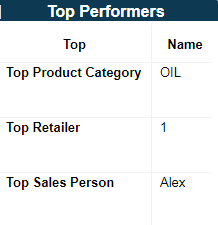 Top Performers
Top Name
Top Product Category OIL
Top Retailer 1
Top Sales Person Alex